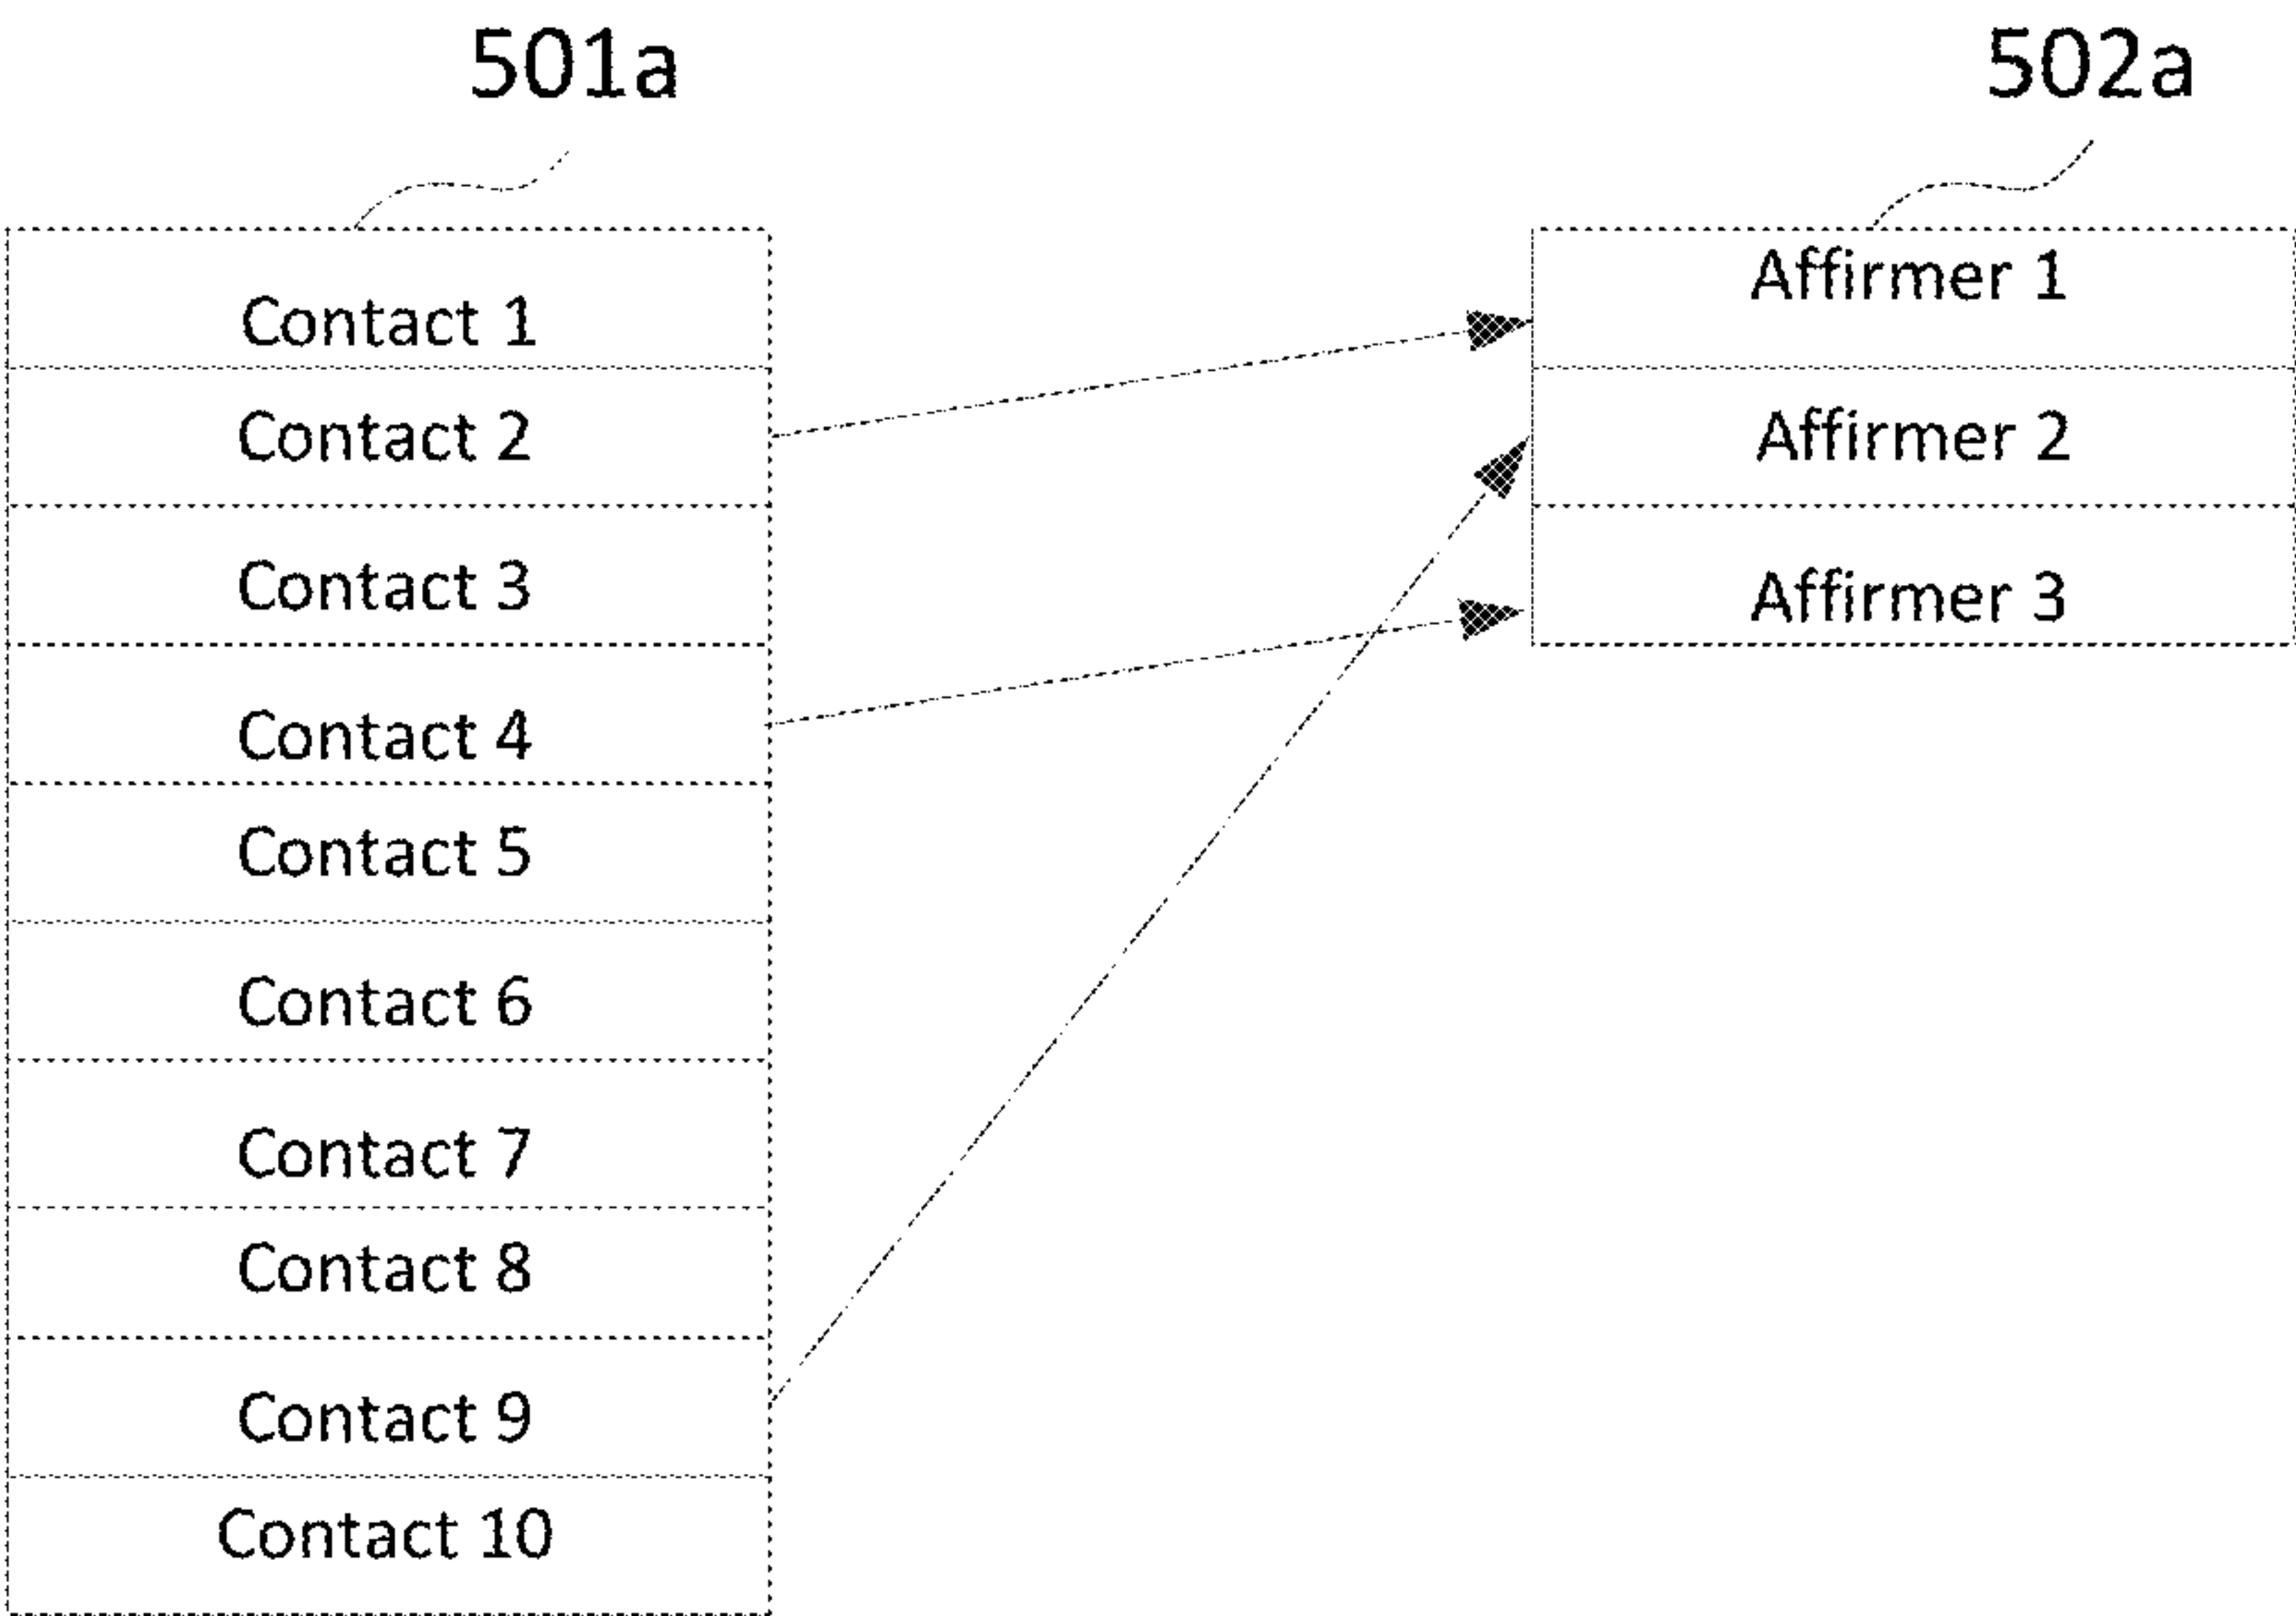 501a
502a
Contact 1
Contact 2
Contact 3
Contact 4
Contact 5
Contact 6
Contact 7
Contact 8
Contact 9
Contact 10
Affirmer 1
Affirmer 2
Affirmer 3